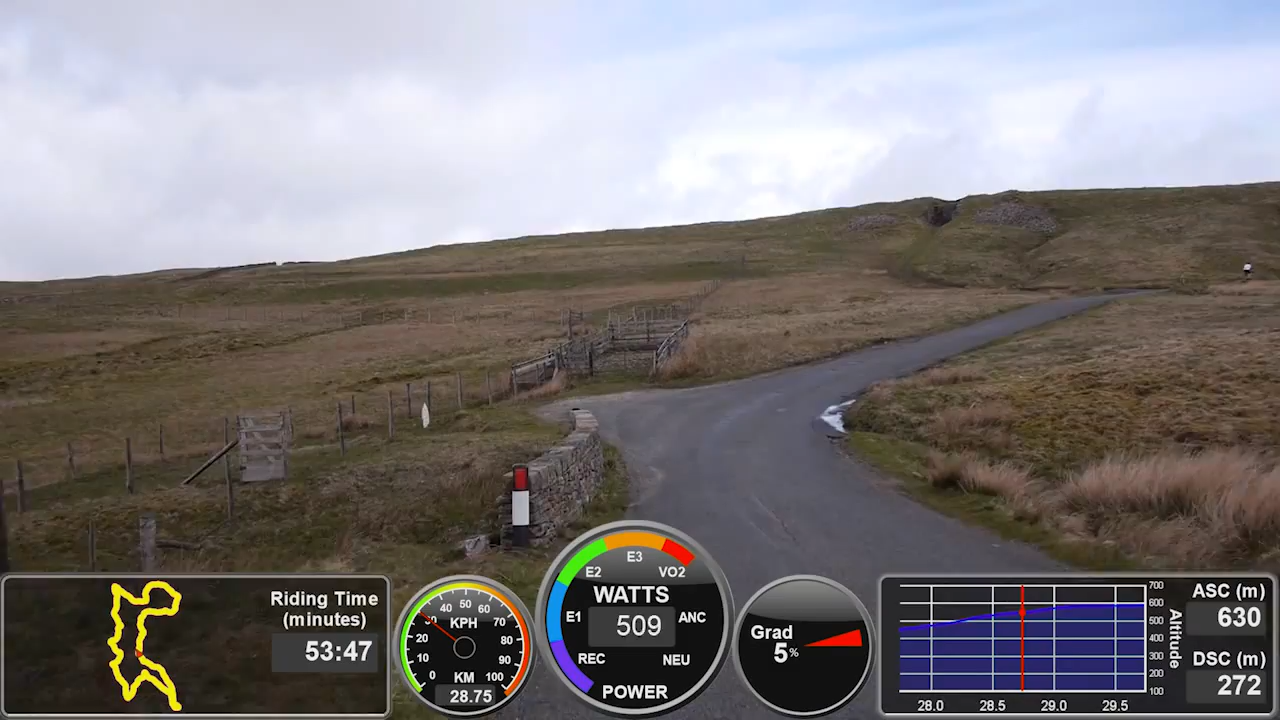 Riding Time
(minutes)
53:47
0 10 20 30 40 50 60 70 80 90 100
KPH
KM
28.75
REC E1 E2 E3 VO2 ANC NEU
WATTS
509
POWER
Grad
5%
700
600
500
400
300
200
100
Altitude
28.0 28.5 29.0 29.5
ASC (m)
630
DSC (m)
272